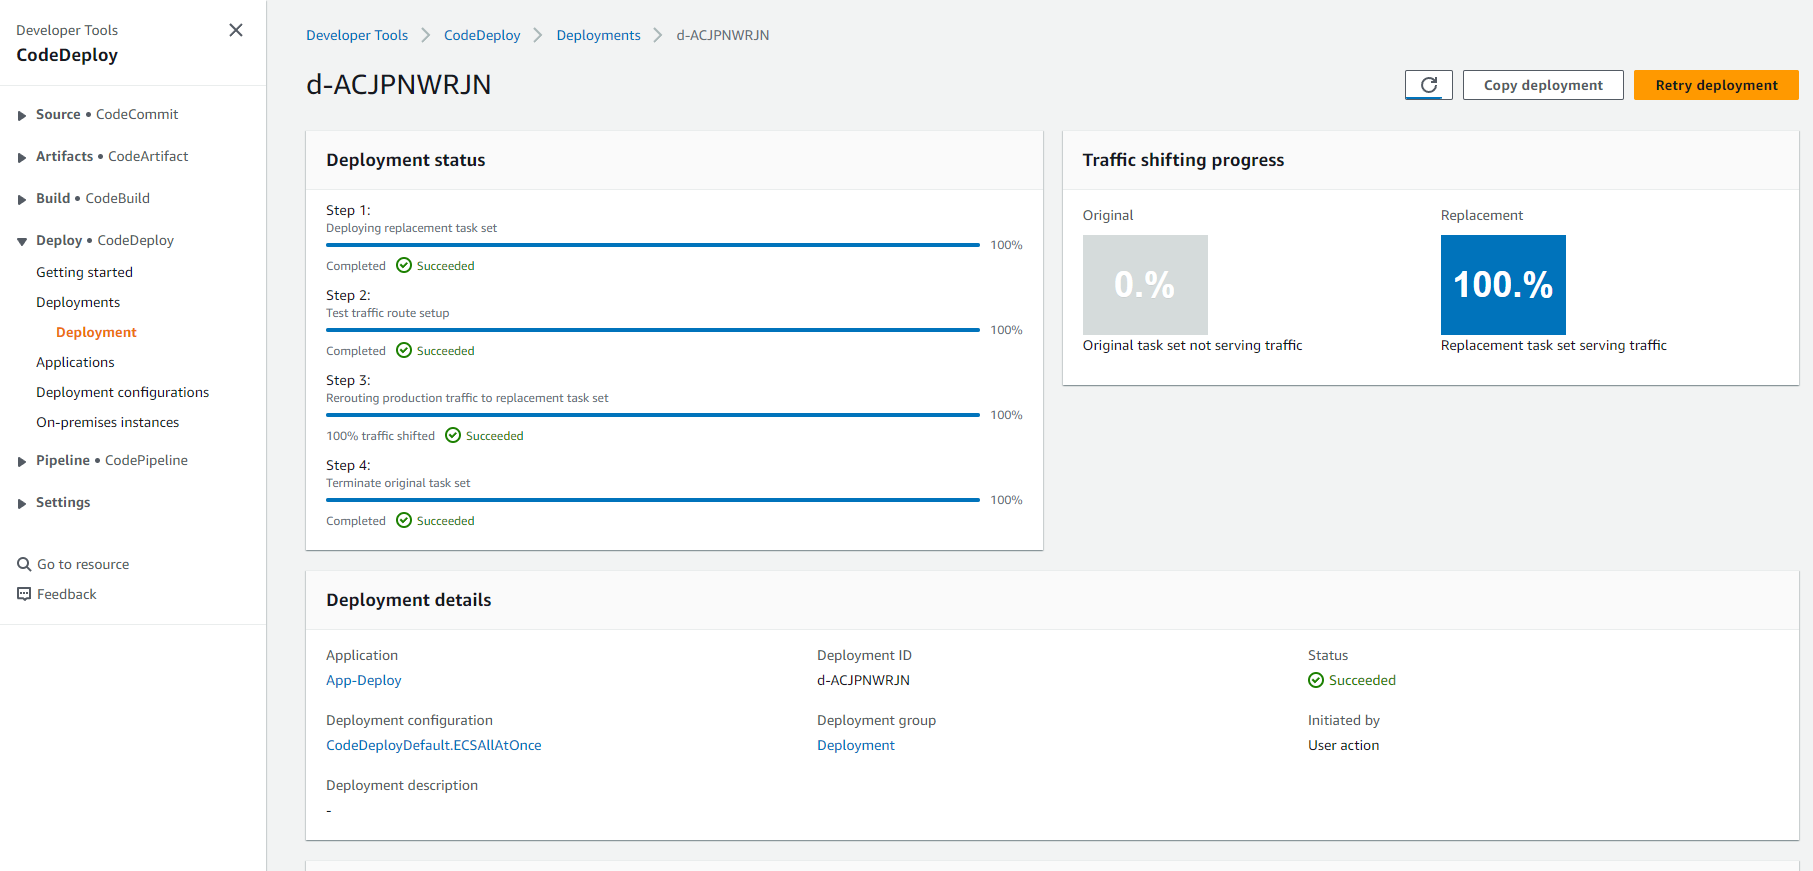 Developer Tools
CodeDeploy
Source • CodeCommit
Artifacts • CodeArtifact
Build • CodeBuild
Deploy • CodeDeploy
Getting started
Deployments
Deployment
Applications
Deployment configurations
On-premises instances
Pipeline • CodePipeline
Settings
Go to resource
Feedback
Developer Tools > CodeDeploy > Deployments > d-ACJPNWRJN
d-ACJPNWRJN
Copy deployment
Retry deployment
Deployment status
Step 1:
Deploying replacement task set
100%
Completed Succeeded
Step 2:
Test traffic route setup
100%
Completed Succeeded
Step 3:
Rerouting production traffic to replacement task set
100%
100% traffic shifted Succeeded
Step 4:
Terminate original task set
100%
Completed Succeeded
Traffic shifting progress
Original
0.%
Original task set not serving traffic
Replacement
100.%
Replacement task set serving traffic
Deployment details
Application
App-Deploy
Deployment ID
d-ACJPNWRJN
Status
Succeeded
Deployment configuration
CodeDeployDefault.ECSAllAtOnce
Deployment group
Deployment
Initiated by
User action
Deployment description
-